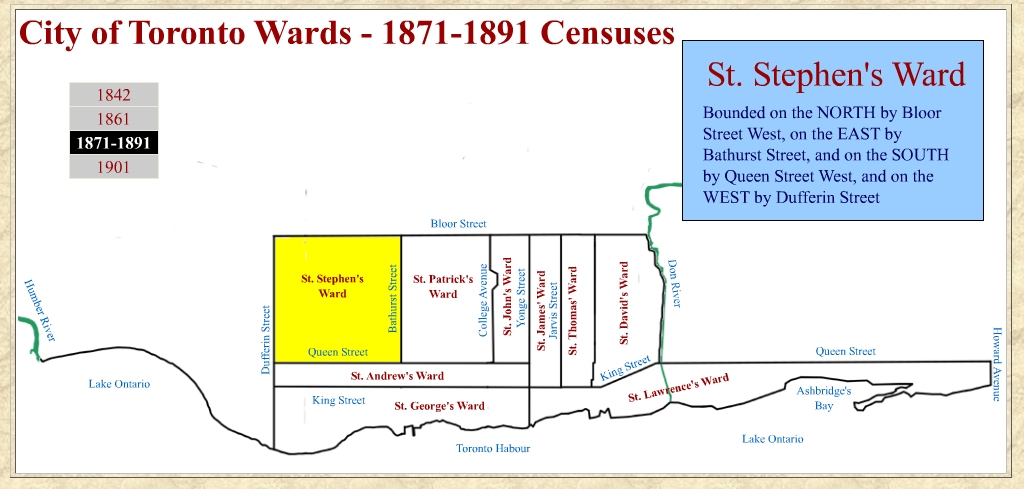 City of Toronto Wards - 1871-1891 Censuses
St. Stephen's Ward
Bounded on the NORTH by Bloor
Street West, on the EAST by
Bathurst Street, and on the SOUTH
by Queen Street West, and on the
WEST by Dufferin Street
1842
1861
1871-1891
1901
Bloor Street
Humber River
Dufferin Street
St. Stephen's
Ward
Bathurst Street
St. Patrick's
Ward
College Avenue
St. John's Ward
Yonge Street
St. James' Ward
Jarvis Street
St. Thomas' Ward
St. David's Ward
Don River
Queen Street
Queen Street
Howard Avenue
St. Andrew's Ward
King Street
Lake Ontario
King Street
St. George's Ward
St. Lawrence's Ward
Ashbridge's
Bay
Toronto Habour
Lake Ontario